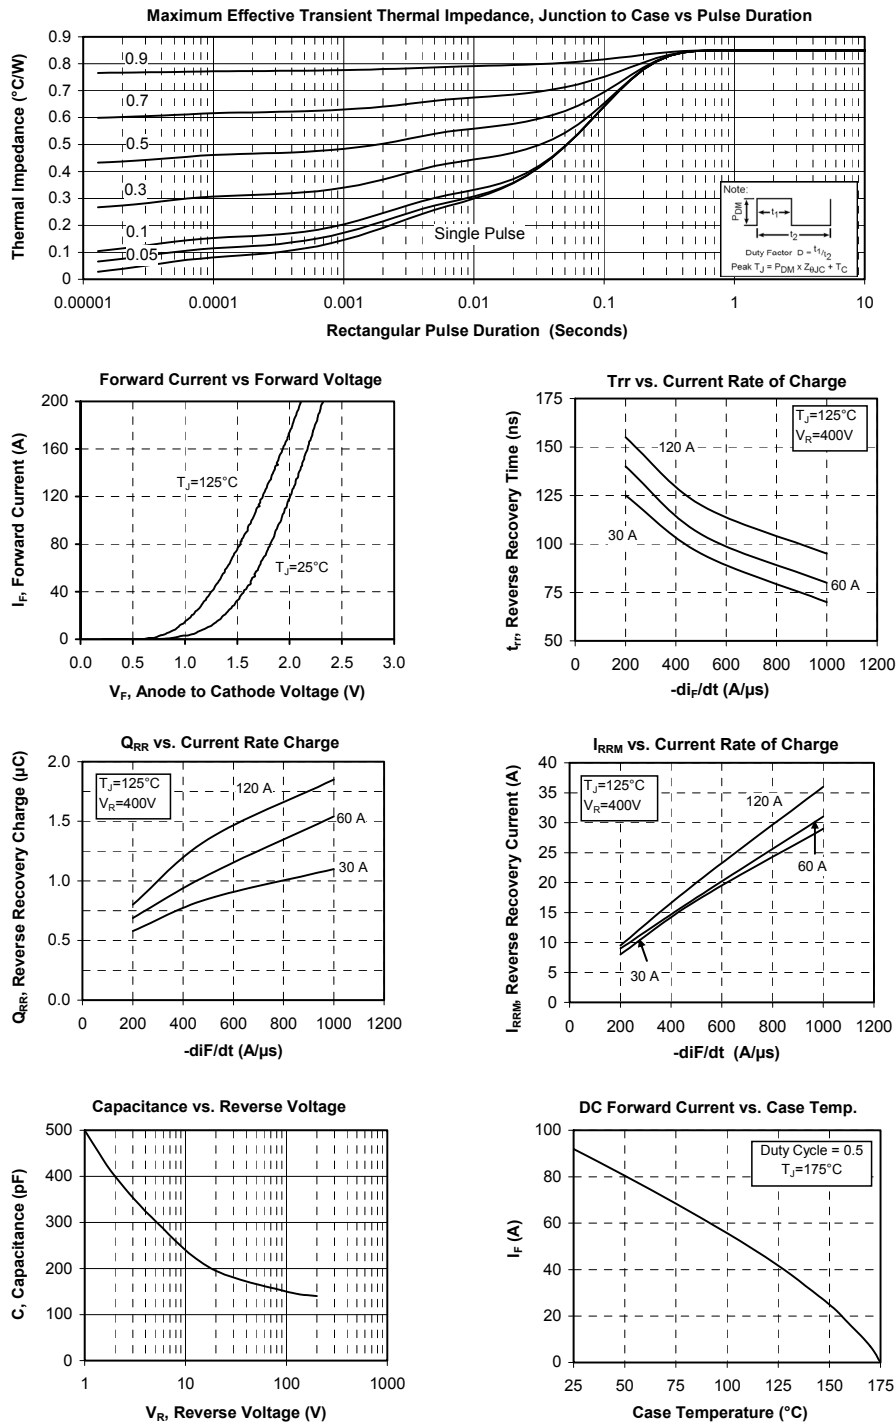 Maximum Effective Transient Thermal Impedance, Junction to Case vs Pulse Duration
Thermal Impedance (°C/W)
0.9
0.8
0.7
0.6
0.5
0.4
0.3
0.2
0.1
0
0.9
0.7
0.5
0.3
0.1
0.05
Single Pulse
Note:
PDM
t1
t2
Duty Factor D = t1/t2
Peak TJ = PDM x ZθJC + TC
0.00001 0.0001 0.001 0.01 0.1 1 10
Rectangular Pulse Duration (Seconds)
Forward Current vs Forward Voltage
IF, Forward Current (A)
200
160
120
80
40
0
TJ=125°C
TJ=25°C
0.0 0.5 1.0 1.5 2.0 2.5 3.0
VF, Anode to Cathode Voltage (V)
Trr vs. Current Rate of Charge
trr, Reverse Recovery Time (ns)
175
150
125
100
75
50
TJ=125°C
VR=400V
120 A
30 A
60 A
0 200 400 600 800 1000 1200
-diF/dt (A/µs)
QRR vs. Current Rate Charge
QRR, Reverse Recovery Charge (µC)
2.0
1.5
1.0
0.5
0.0
TJ=125°C
VR=400V
120 A
60 A
30 A
0 200 400 600 800 1000 1200
-diF/dt (A/µs)
IRRM vs. Current Rate of Charge
IRRM, Reverse Recovery Current (A)
40
35
30
25
20
15
10
5
0
TJ=125°C
VR=400V
120 A
60 A
30 A
0 200 400 600 800 1000 1200
-diF/dt (A/µs)
Capacitance vs. Reverse Voltage
C, Capacitance (pF)
500
400
300
200
100
0
1 10 100 1000
VR, Reverse Voltage (V)
DC Forward Current vs. Case Temp.
IF (A)
100
80
60
40
20
0
Duty Cycle = 0.5
TJ=175°C
25 50 75 100 125 150 175
Case Temperature (°C)